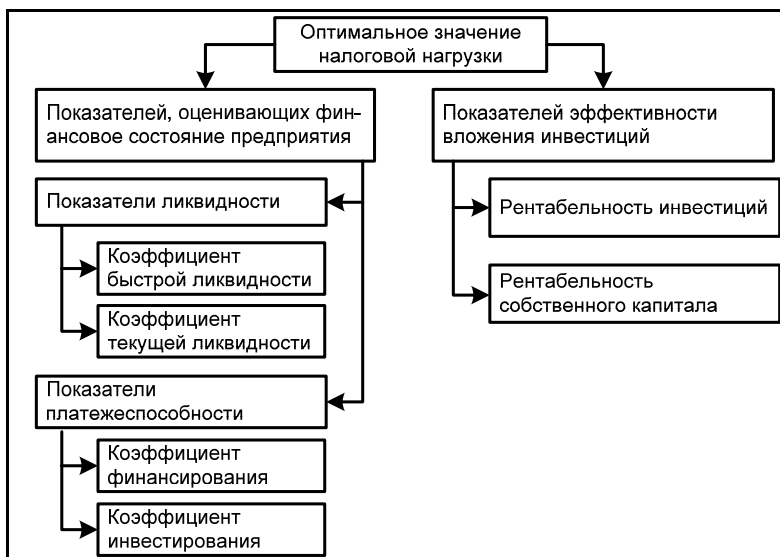 Оптимальное значение
налоговой нагрузки
Показателей, оценивающих фин-
ансовое состояние предприятия
Показатели ликвидности
Коэффициент
быстрой ликвидности
Коэффициент
текущей ликвидности
Показатели
платежеспособности
Коэффициент
финансирования
Коэффициент
инвестирования
Показателей эффективности
вложения инвестиций
Рентабельность инвестиций
Рентабельность
собственного капитала